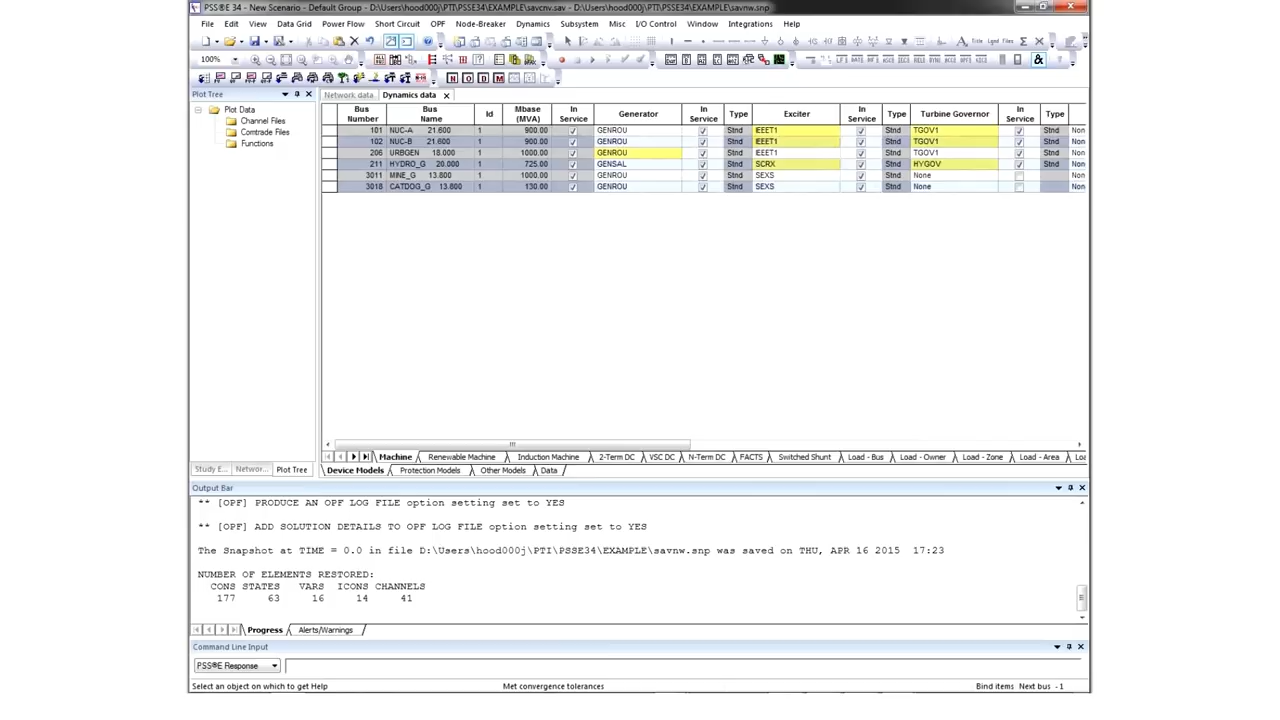 PSS®E 34 - New Scenario - Default Group - D:\Users\hood000j\PTI\PSSE34\EXAMPLE\savcnv.sav - D:\Users\hood000j\PTI\PSSE34\EXAMPLE\savnw.snp
File Edit View Data Grid Power Flow Short Circuit OPF Node-Breaker Dynamics Subsystem Misc I/O Control Window Integrations Help
100%
N O D M
Plot Tree
Network data Dynamics data
Plot Data
Channel Files
Comtrade Files
Functions
Bus Number Bus Name Id Mbase (MVA) In Service Generator In Service Type Exciter In Service Type Turbine Governor In Service Type
101 NUC-A 21.600 1 900.00 GENROU Stnd IEEET1 Stnd TGOV1 Stnd Non
102 NUC-B 21.600 1 900.00 GENROU Stnd IEEET1 Stnd TGOV1 Stnd Non
206 URBGEN 18.000 1 1000.00 GENROU Stnd IEEET1 Stnd TGOV1 Stnd Non
211 HYDRO_G 20.000 1 725.00 GENSAL Stnd SCRX Stnd HYGOV Stnd Non
3011 MINE_G 13.800 1 1000.00 GENROU Stnd SEXS Stnd None Non
3018 CATDOG_G 13.800 1 130.00 GENROU Stnd SEXS Stnd None Non
Machine Renewable Machine Induction Machine 2-Term DC VSC DC N-Term DC FACTS Switched Shunt Load - Bus Load - Owner Load - Zone Load - Area Loa
Study E... Networ... Plot Tree
Device Models Protection Models Other Models Data
Output Bar
** [OPF] PRODUCE AN OPF LOG FILE option setting set to YES
** [OPF] ADD SOLUTION DETAILS TO OPF LOG FILE option setting set to YES
The Snapshot at TIME = 0.0 in file D:\Users\hood000j\PTI\PSSE34\EXAMPLE\savnw.snp was saved on THU, APR 16 2015 17:23
NUMBER OF ELEMENTS RESTORED:
CONS STATES VARS ICONS CHANNELS
177 63 16 14 41
Progress Alerts/Warnings
Command Line Input
PSS®E Response
Select an object on which to get Help Met convergence tolerances Bind items Next bus - 1